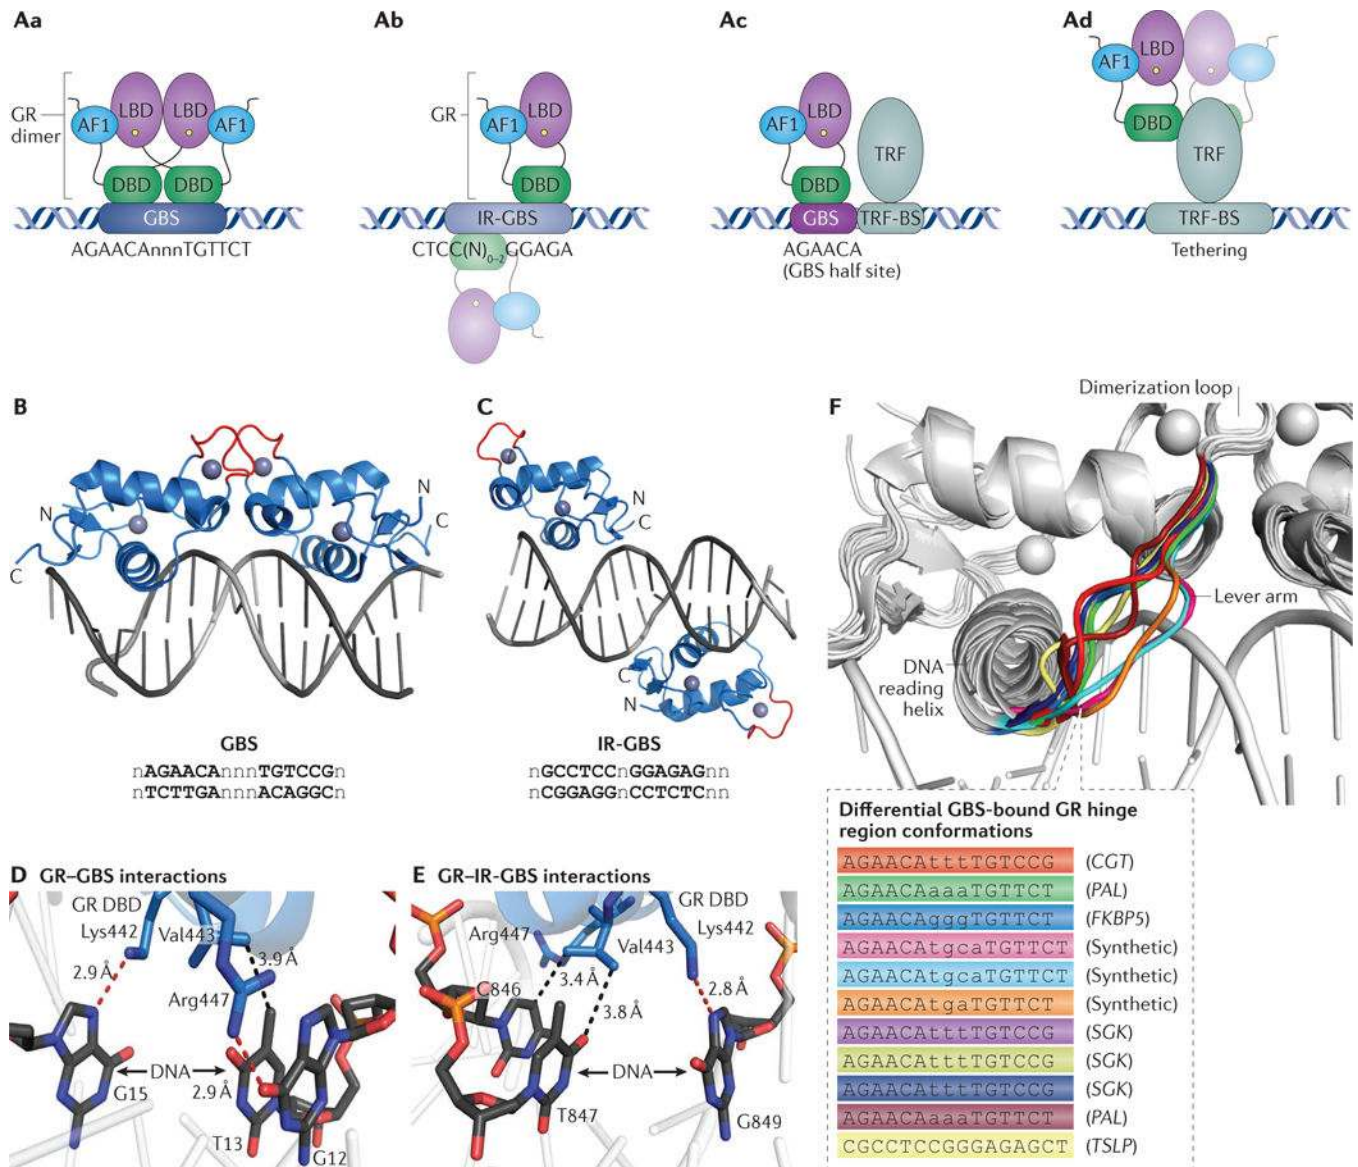 Aa
Ab
Ac
Ad
GR dimer
AF1
LBD
LBD
AF1
DBD
DBD
GBS
AGAACAnnnTGTTCT
GR
AF1
LBD
DBD
IR-GBS
CTCC(N)0–2GGAGA
AF1
LBD
DBD
TRF
GBS
TRF-BS
AGAACA
(GBS half site)
AF1
LBD
DBD
TRF
TRF-BS
Tethering
B
N
C
N
C
GBS
nAGAACAnnnTGTCCGn
nTCTTGAnnnACAGGCn
C
N
C
C
N
IR-GBS
nGCCTCCnGGAGAGnn
nCGGAGGnCCTCTCnn
F
Dimerization loop
Lever arm
DNA
reading
helix
Differential GBS-bound GR hinge
region conformations
AGAACAtttTGTCCG (CGT)
AGAACAaaaTGTTCT (PAL)
AGAACAgggTGTTCT (FKBP5)
AGAACAtgcaTGTTCT (Synthetic)
AGAACAtgcaTGTTCT (Synthetic)
AGAACAtgaTGTTCT (Synthetic)
AGAACAtttTGTCCG (SGK)
AGAACAtttTGTCCG (SGK)
AGAACAtttTGTCCG (SGK)
AGAACAaaaTGTTCT (PAL)
CGCCTCCGGGAGAGCT (TSLP)
D GR–GBS interactions
GR DBD
Lys442
Val443
2.9 Å
3.9 Å
Arg447
DNA
2.9 Å
G15
T13
G12
E GR–IR-GBS interactions
GR DBD
Lys442
Arg447
Val443
C846
3.4 Å
2.8 Å
3.8 Å
DNA
T847
G849